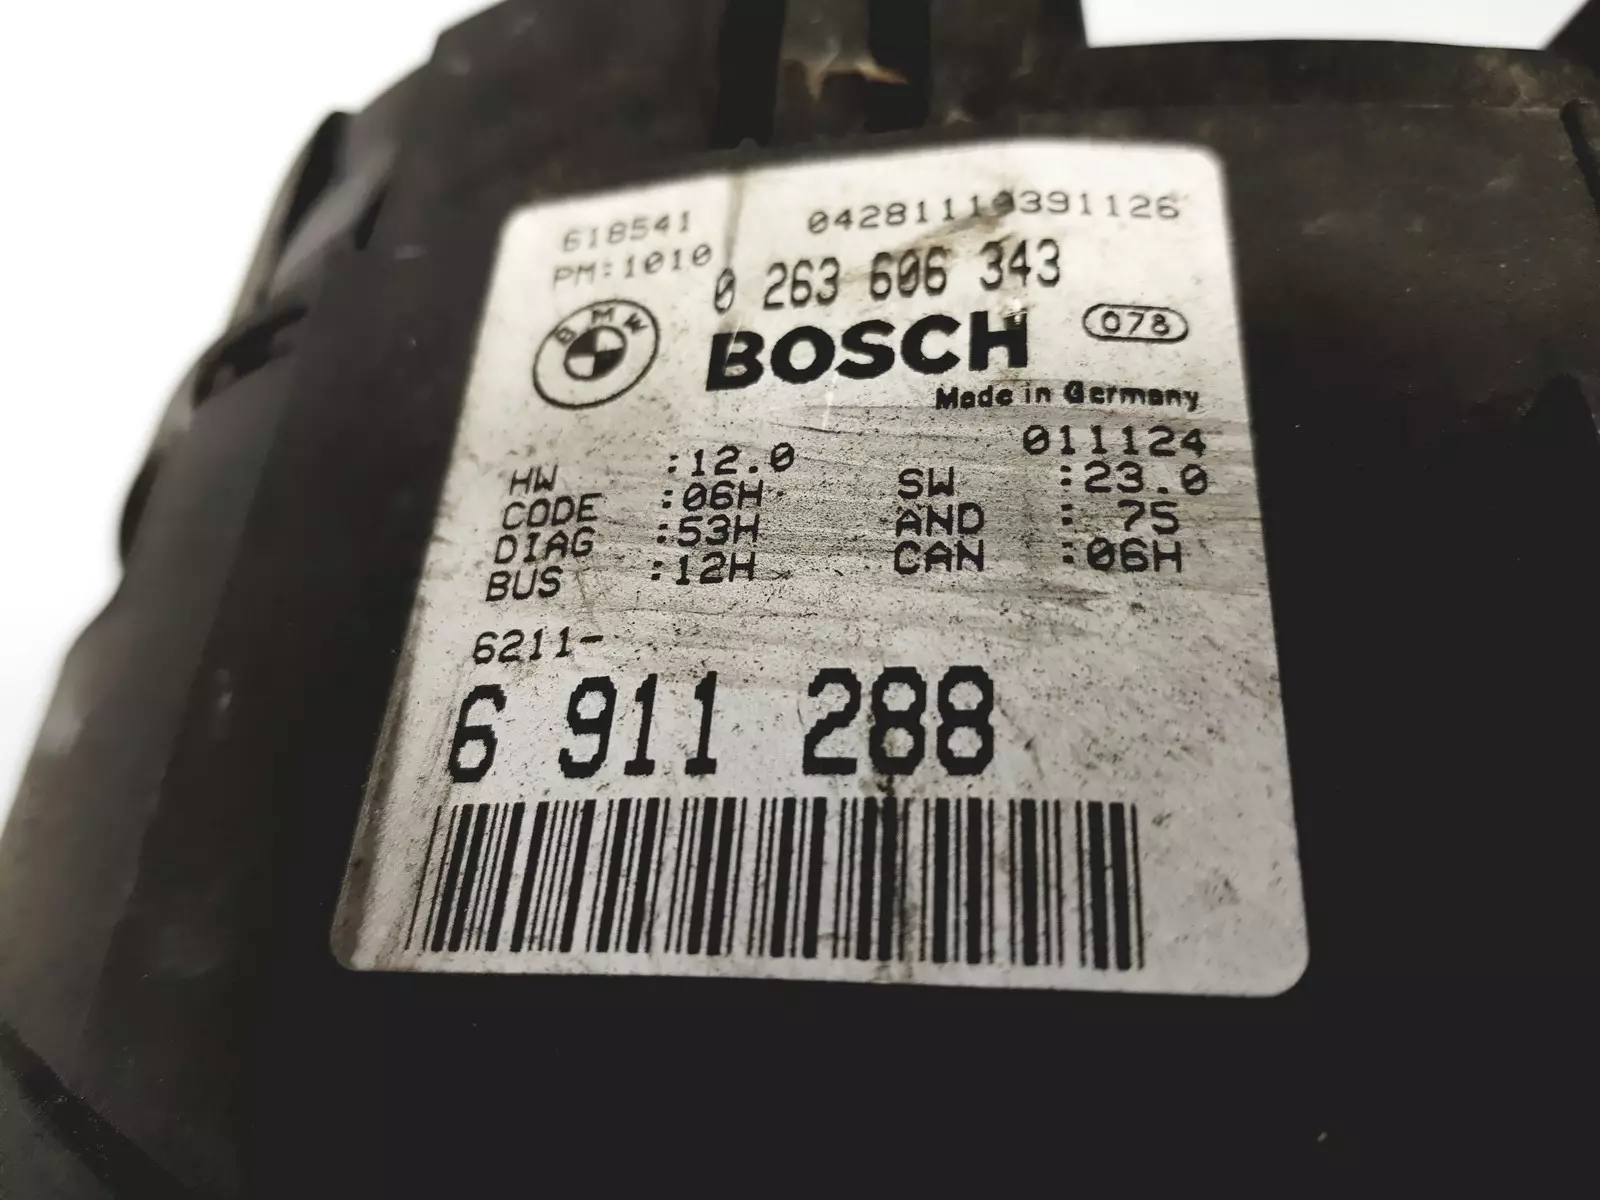 618541 04281110391126
PM:1010 0 263 606 343
BMW BOSCH 078
Made in Germany
011124
HW :12.0 SW :23.0
CODE :06H AND : 75
DIAG :53H CAN :06H
BUS :12H
6211-
6 911 288